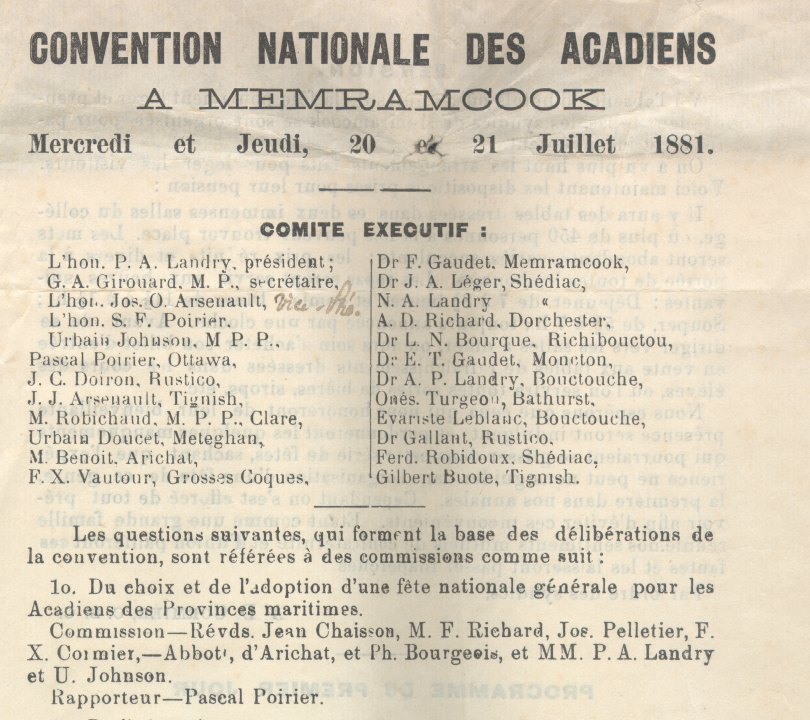 CONVENTION NATIONALE DES ACADIENS
A MEMRAMCOOK
Mercredi et Jeudi, 20 et 21 Juillet 1881.
COMITE EXECUTIF :
L'hon. P. A. Landry, président;
G. A. Girouard, M. P., secrétaire,
L'hon. Jos. O. Arsenault, Vice-Pré.
L'hon. S. F. Poirier,
Urbain Johnson, M P. P.,
Pascal Poirier, Ottawa,
J. C. Doiron, Rustico,
J. J. Arsenault, Tignish,
M. Robichaud, M. P. P., Clare,
Urbain Doucet, Meteghan,
M. Benoit, Arichat,
F. X. Vautour, Grosses Coques,
Dr F. Gaudet, Memramcook,
Dr J. A. Léger, Shédiac,
N. A. Landry «
A. D. Richard, Dorchester,
Dr L. N. Bourque, Richibouctou,
Dr E. T. Gaudet, Moncton,
Dr A. P. Landry, Bouctouche,
Onés. Turgeon, Bathurst.
Evariste Leblanc, Bouctouche,
Dr Gallant, Rustico.
Ferd. Robidoux, Shédiac,
Gilbert Buote, Tignish.
Les questions suivantes, qui forment la base des délibérations de
la convention, sont référées à des commissions comme suit :
1o. Du choix et de l'adoption d'une fête nationale générale pour les
Acadiens des Provinces maritimes.
Commission—Révds. Jean Chaisson, M. F. Richard, Jos. Pelletier, F.
X. Cormier,—Abbot, d'Arichat, et Ph. Bourgeois, et MM. P. A. Landry
et U. Johnson.
Rapporteur—Pascal Poirier.